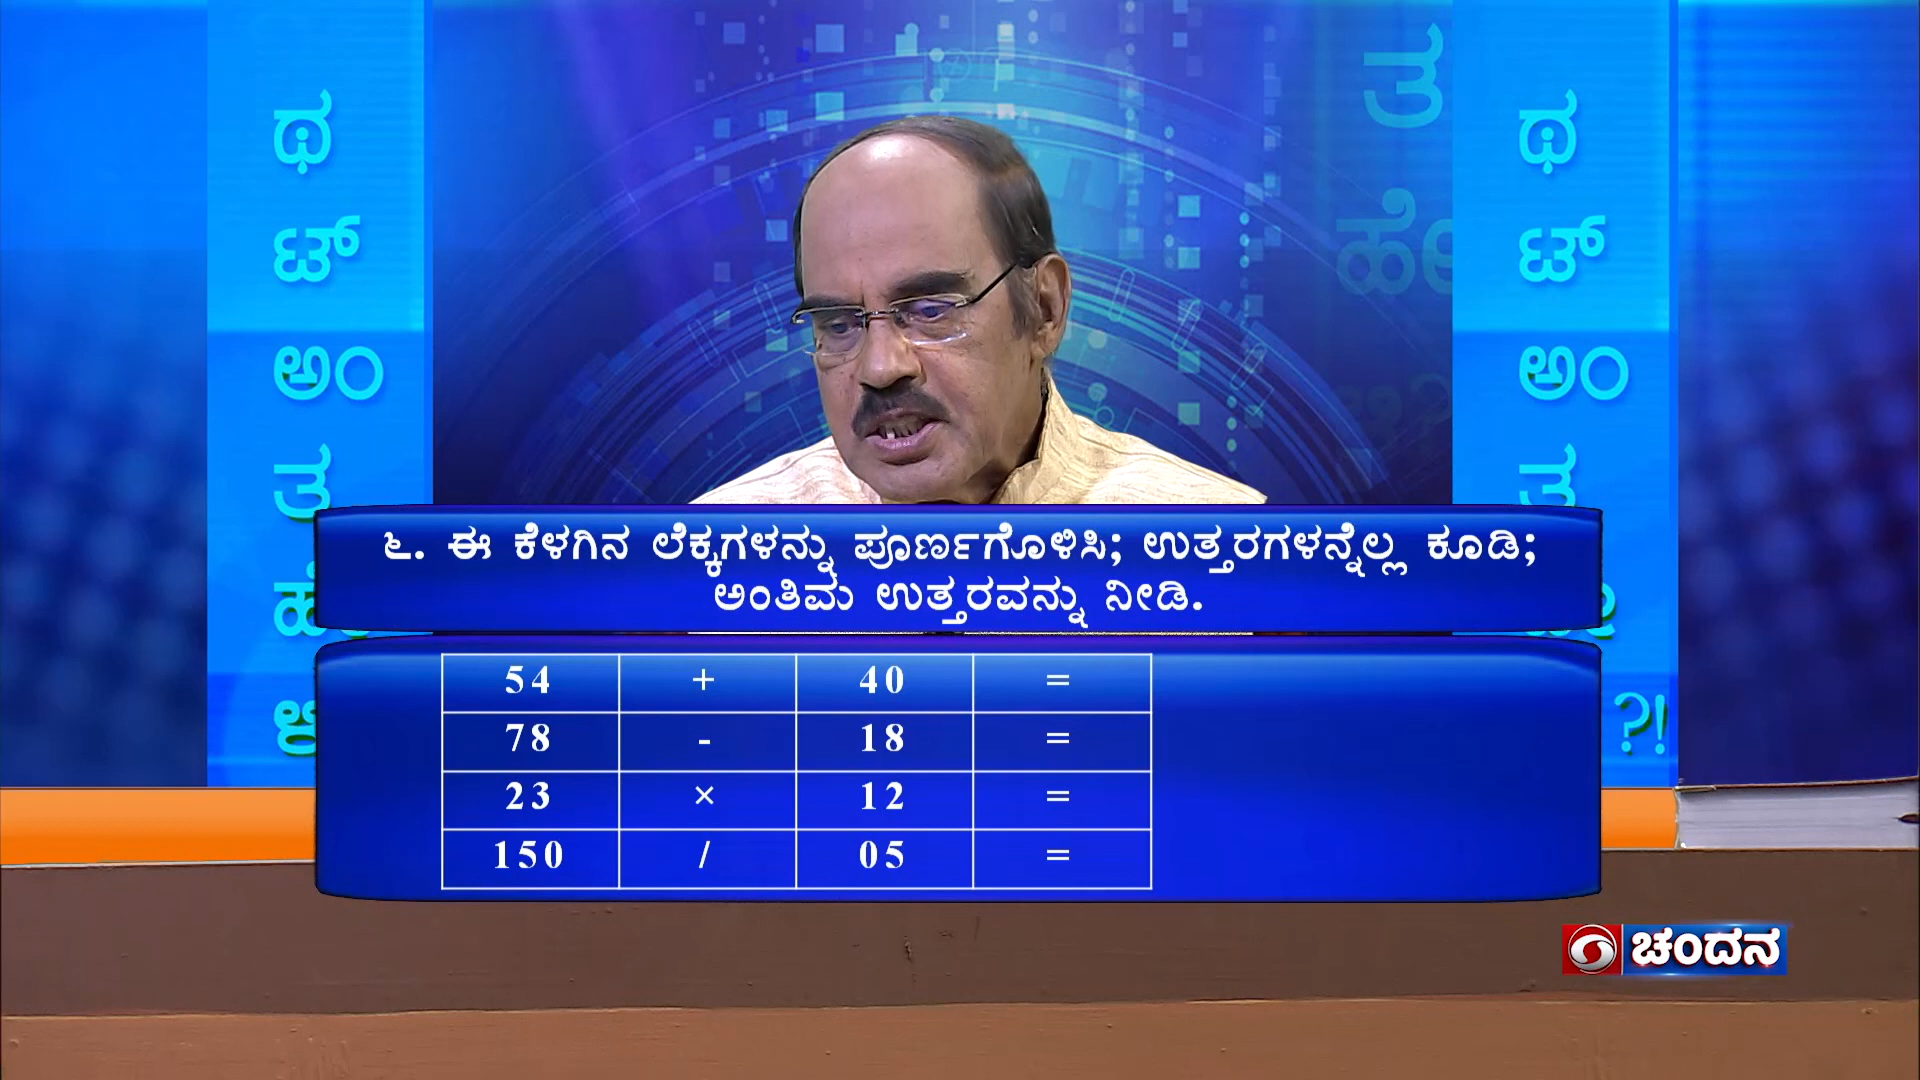 ಥ
ಟ್
ಅಂ
ತ
ಹೇ
ಥ
ಟ್
ಅಂ
?!
೬. ಈ ಕೆಳಗಿನ ಲೆಕ್ಕಗಳನ್ನು ಪೂರ್ಣಗೊಳಿಸಿ; ಉತ್ತರಗಳನ್ನೆಲ್ಲ ಕೂಡಿ;
ಅಂತಿಮ ಉತ್ತರವನ್ನು ನೀಡಿ.
54 + 40 =
78 - 18 =
23 × 12 =
150 / 05 =
ಚಂದನ